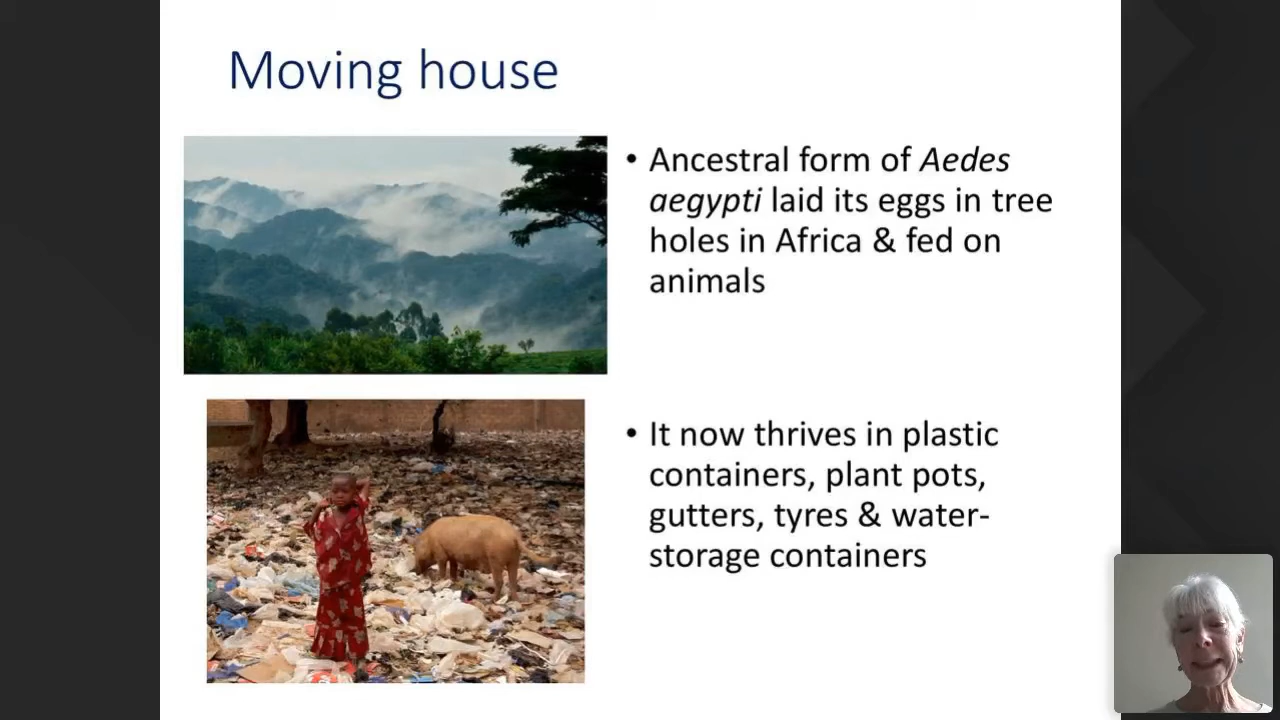 Moving house
• Ancestral form of Aedes
aegypti laid its eggs in tree
holes in Africa & fed on
animals
• It now thrives in plastic
containers, plant pots,
gutters, tyres & water-
storage containers